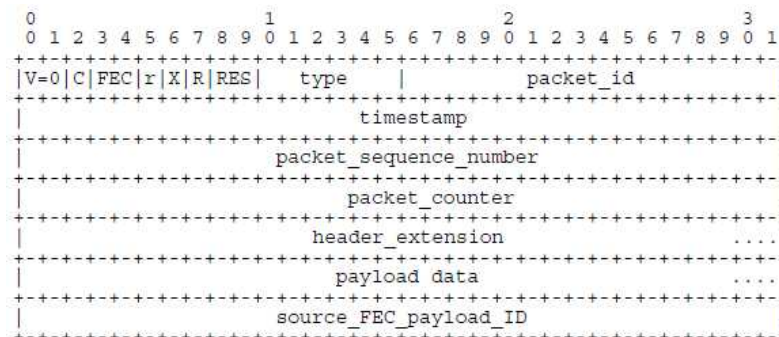 0                   1                   2                   3
0 1 2 3 4 5 6 7 8 9 0 1 2 3 4 5 6 7 8 9 0 1 2 3 4 5 6 7 8 9 0 1
+-+-+-+-+-+-+-+-+-+-+-+-+-+-+-+-+-+-+-+-+-+-+-+-+-+-+-+-+-+-+-+-
|V=0|C|FEC|r|X|R|RES|   type    |          packet_id
+-+-+-+-+-+-+-+-+-+-+-+-+-+-+-+-+-+-+-+-+-+-+-+-+-+-+-+-+-+-+-+-
|                           timestamp
+-+-+-+-+-+-+-+-+-+-+-+-+-+-+-+-+-+-+-+-+-+-+-+-+-+-+-+-+-+-+-+-
|                    packet_sequence_number
+-+-+-+-+-+-+-+-+-+-+-+-+-+-+-+-+-+-+-+-+-+-+-+-+-+-+-+-+-+-+-+-
|                          packet_counter
+-+-+-+-+-+-+-+-+-+-+-+-+-+-+-+-+-+-+-+-+-+-+-+-+-+-+-+-+-+-+-+-
|                       header_extension                   ....
+-+-+-+-+-+-+-+-+-+-+-+-+-+-+-+-+-+-+-+-+-+-+-+-+-+-+-+-+-+-+-+-
|                         payload data                     ....
+-+-+-+-+-+-+-+-+-+-+-+-+-+-+-+-+-+-+-+-+-+-+-+-+-+-+-+-+-+-+-+-
|                    source_FEC_payload_ID
+-+-+-+-+-+-+-+-+-+-+-+-+-+-+-+-+-+-+-+-+-+-+-+-+-+-+-+-+-+-+-+-